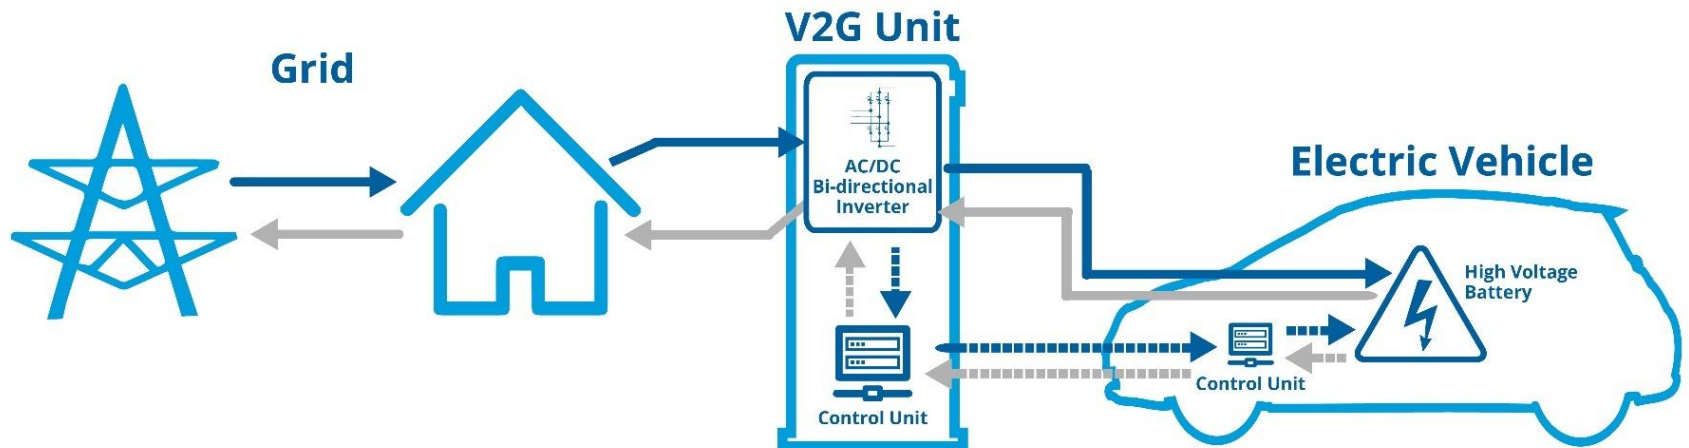 V2G Unit
Grid
AC/DC
Bi-directional
Inverter
Electric Vehicle
High Voltage
Battery
Control Unit
Control Unit